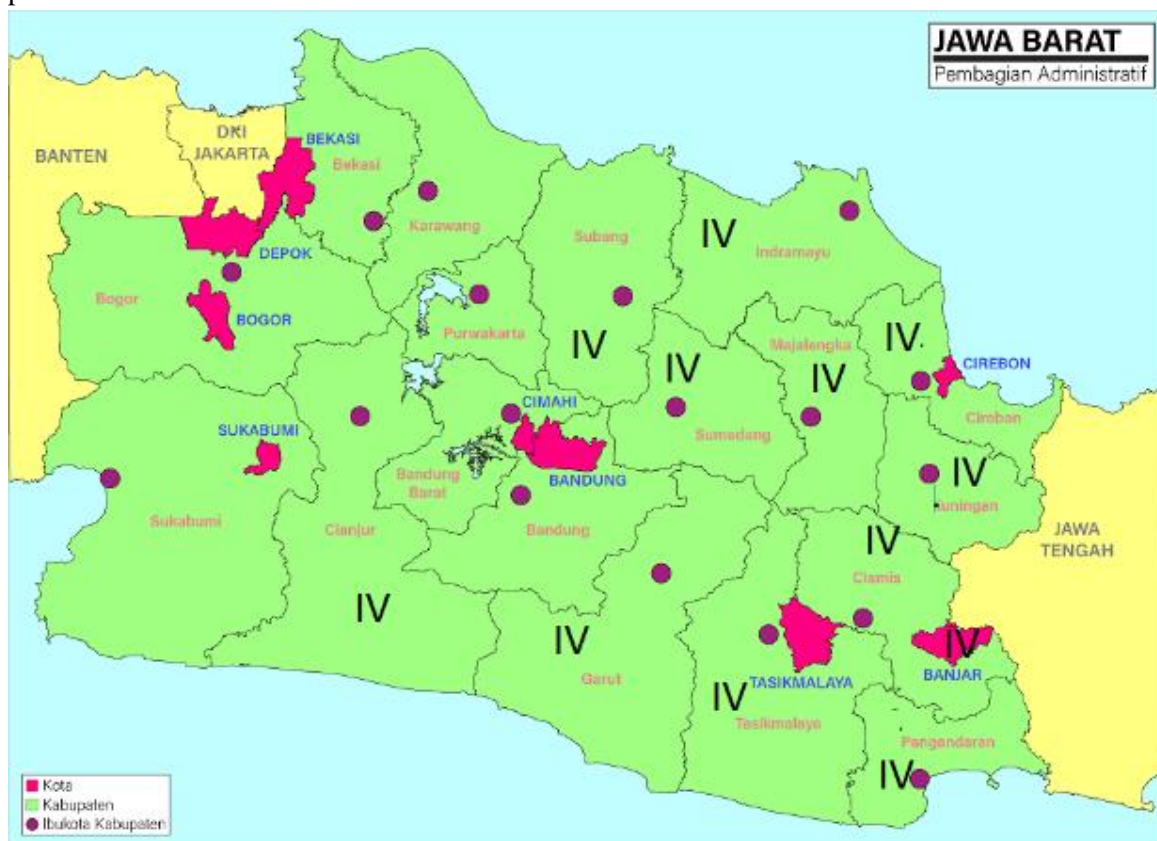 JAWA BARAT
Pembagian Administratif
BANTEN
DKI
JAKARTA
BEKASI
Bekasi
Karawang
Subang
IV
Indramayu
DEPOK
Bogor
BOGOR
Purwakarta
IV
IV
Majalengka
IV
IV
CIREBON
Cirebon
CIMAHI
SUKABUMI
Sumedang
Bandung
Barat
BANDUNG
IV
Kuningan
Sukabumi
Cianjur
Bandung
IV
Ciamis
JAWA
TENGAH
IV
IV
Garut
IV
TASIKMALAYA
Tasikmalaya
IV
BANJAR
Pangandaran
IV
Kota
Kabupaten
Ibukota Kabupaten